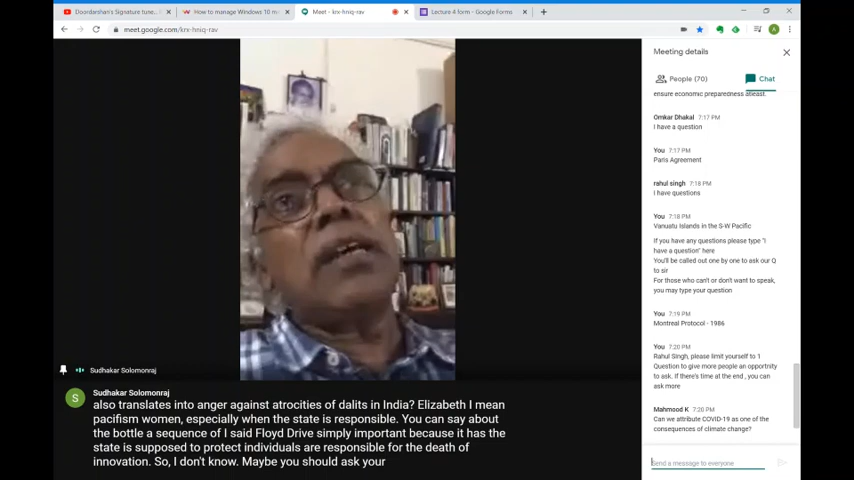 Doordarshan's Signature tune...
How to manage Windows 10 n
Meet - krx-hniq-rav
Lecture 4 form - Google Forms
meet.google.com/krx-hniq-rav
Meeting details
People (70)
Chat
ensure economic preparedness atleast.
Omkar Dhakal 7:17 PM
I have a question
You 7:17 PM
Paris Agreement
rahul singh 7:18 PM
I have questions
You 7:18 PM
Vanuatu Islands in the S-W Pacific
If you have any questions please type "I
have a question" here
You'll be called out one by one to ask our Q
to sir
For those who can't or don't want to speak,
you may type your question
You 7:19 PM
Montreal Protocol - 1986
You 7:20 PM
Rahul Singh, please limit yourself to 1
Question to give more people an opportnity
to ask. If there's time at the end , you can
ask more
Mahmood K 7:20 PM
Can we attribute COVID-19 as one of the
consequences of climate change?
Send a message to everyone
Sudhakar Solomonraj
S
Sudhakar Solomonraj
also translates into anger against atrocities of dalits in India? Elizabeth I mean
pacifism women, especially when the state is responsible. You can say about
the bottle a sequence of I said Floyd Drive simply important because it has the
state is supposed to protect individuals are responsible for the death of
innovation. So, I don't know. Maybe you should ask your